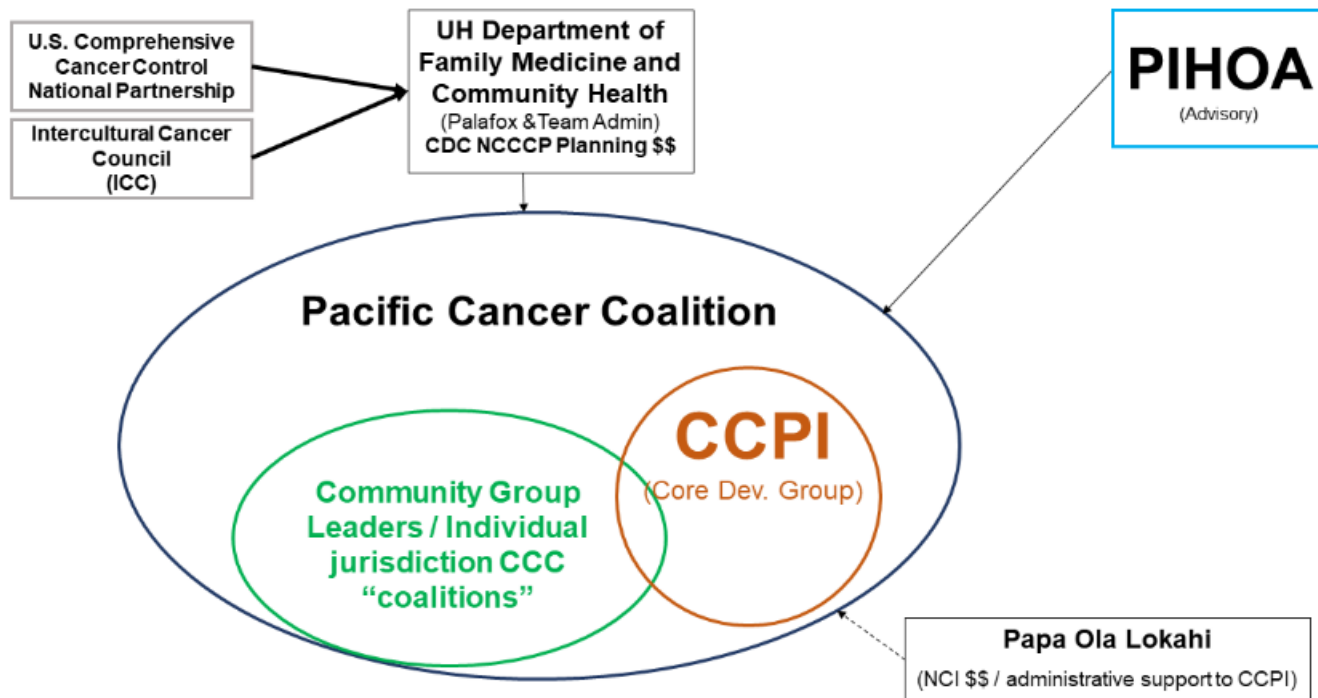 U.S. Comprehensive
Cancer Control
National Partnership
Intercultural Cancer
Council
(ICC)
UH Department of
Family Medicine and
Community Health
(Palafox &Team Admin)
CDC NCCCP Planning $$
PIHOA
(Advisory)
Pacific Cancer Coalition
CCPI
(Core Dev. Group)
Community Group
Leaders / Individual
jurisdiction CCC
“coalitions”
Papa Ola Lokahi
(NCI $$ / administrative support to CCPI)